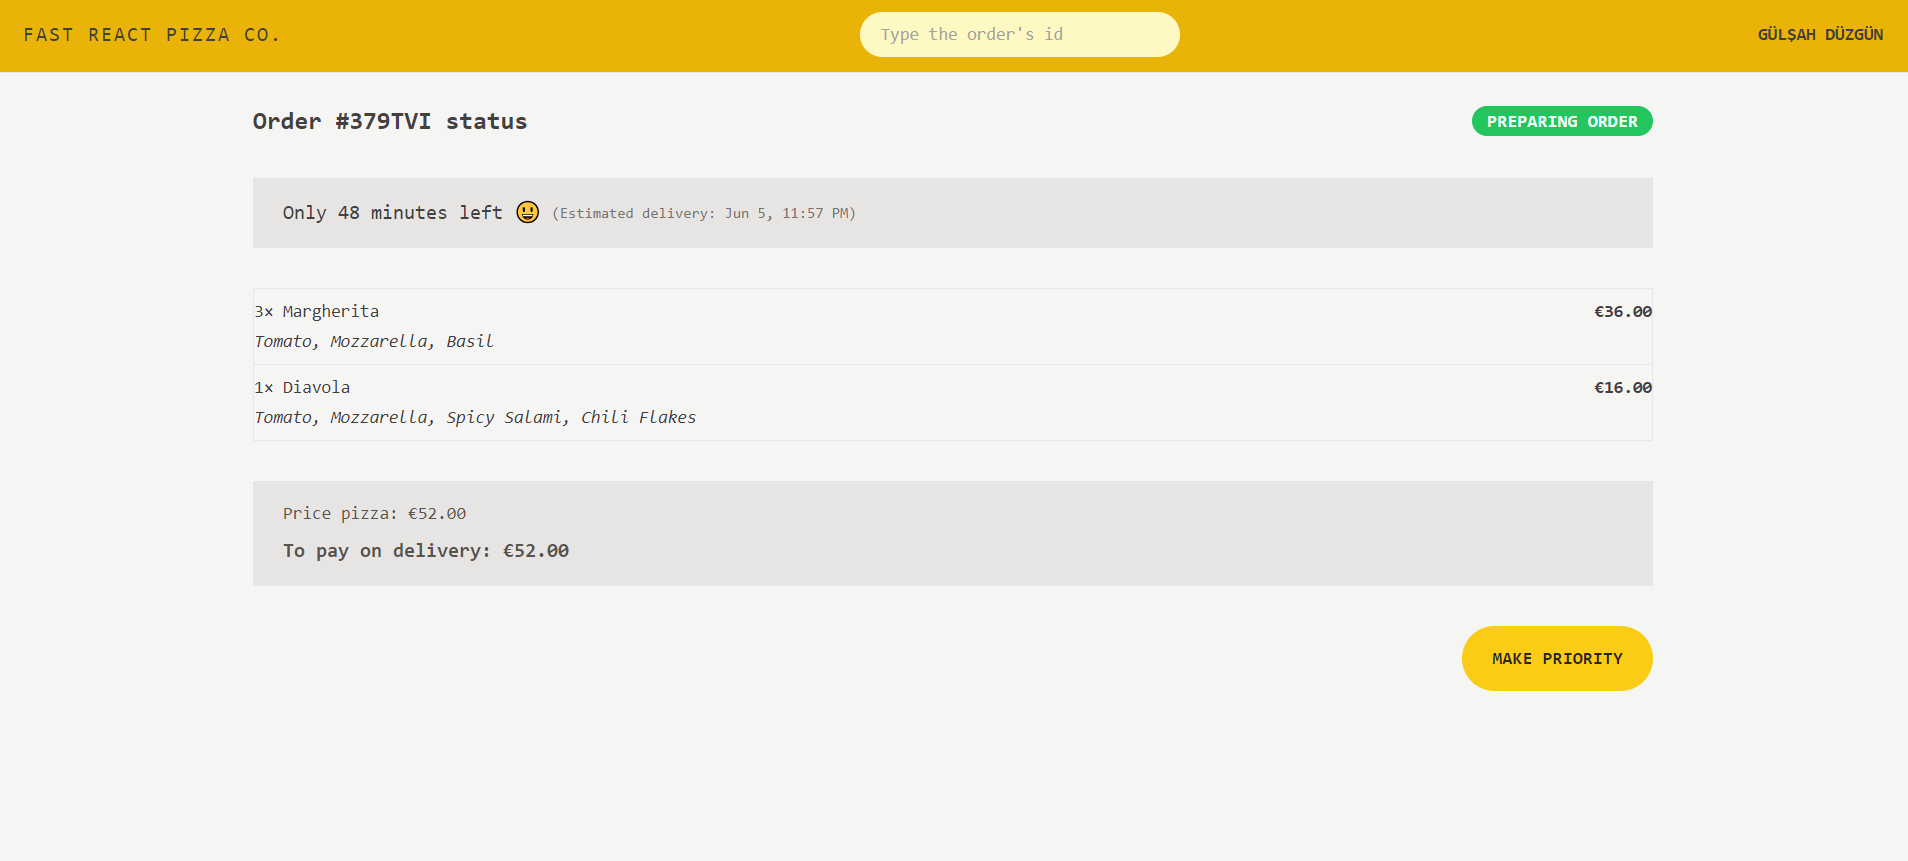 FAST REACT PIZZA CO.
Type the order's id
GÜLŞAH DÜZGÜN
Order #379TVI status
PREPARING ORDER
Only 48 minutes left 😃 (Estimated delivery: Jun 5, 11:57 PM)
3× Margherita €36.00
Tomato, Mozzarella, Basil
1× Diavola €16.00
Tomato, Mozzarella, Spicy Salami, Chili Flakes
Price pizza: €52.00
To pay on delivery: €52.00
MAKE PRIORITY